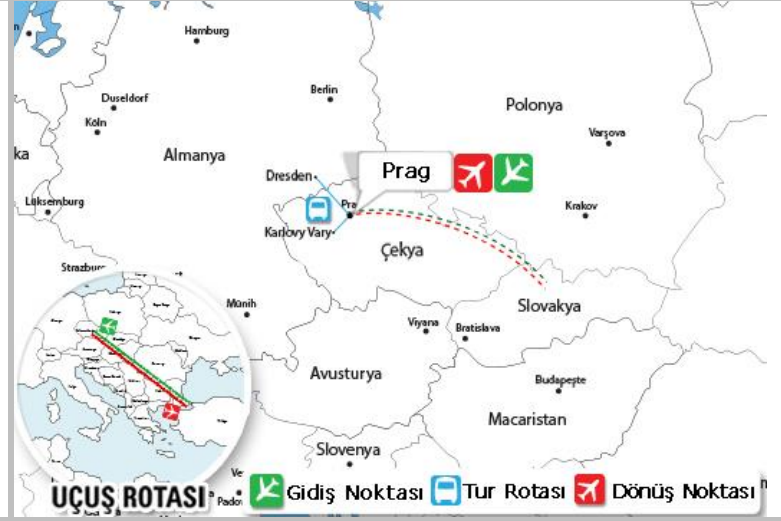 Hamburg
Berlin
Duseldorf
Polonya
Köln
Varşova
Almanya
Prag
Dresden
Lüksemburg
Pra
Krakov
Karlovy Vary
Çekya
Strazburg
Münih
Slovakya
Viyana
Bratislava
Avusturya
Budapeşte
Macaristan
Slovenya
UÇUŞ ROTASI
Gidiş Noktası
Tur Rotası
Dönüş Noktası